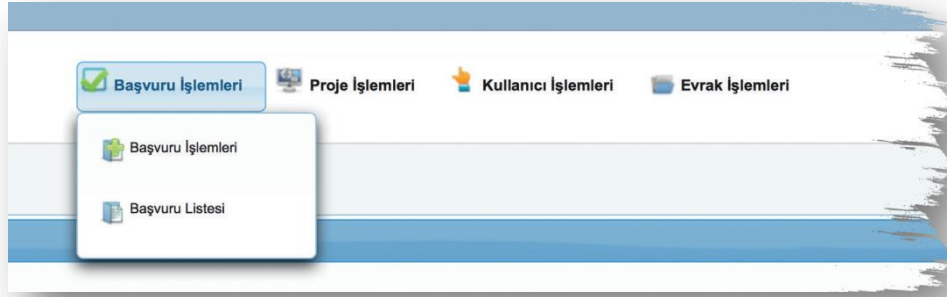 Başvuru İşlemleri
Proje İşlemleri
Kullanıcı İşlemleri
Evrak İşlemleri
Başvuru İşlemleri
Başvuru Listesi